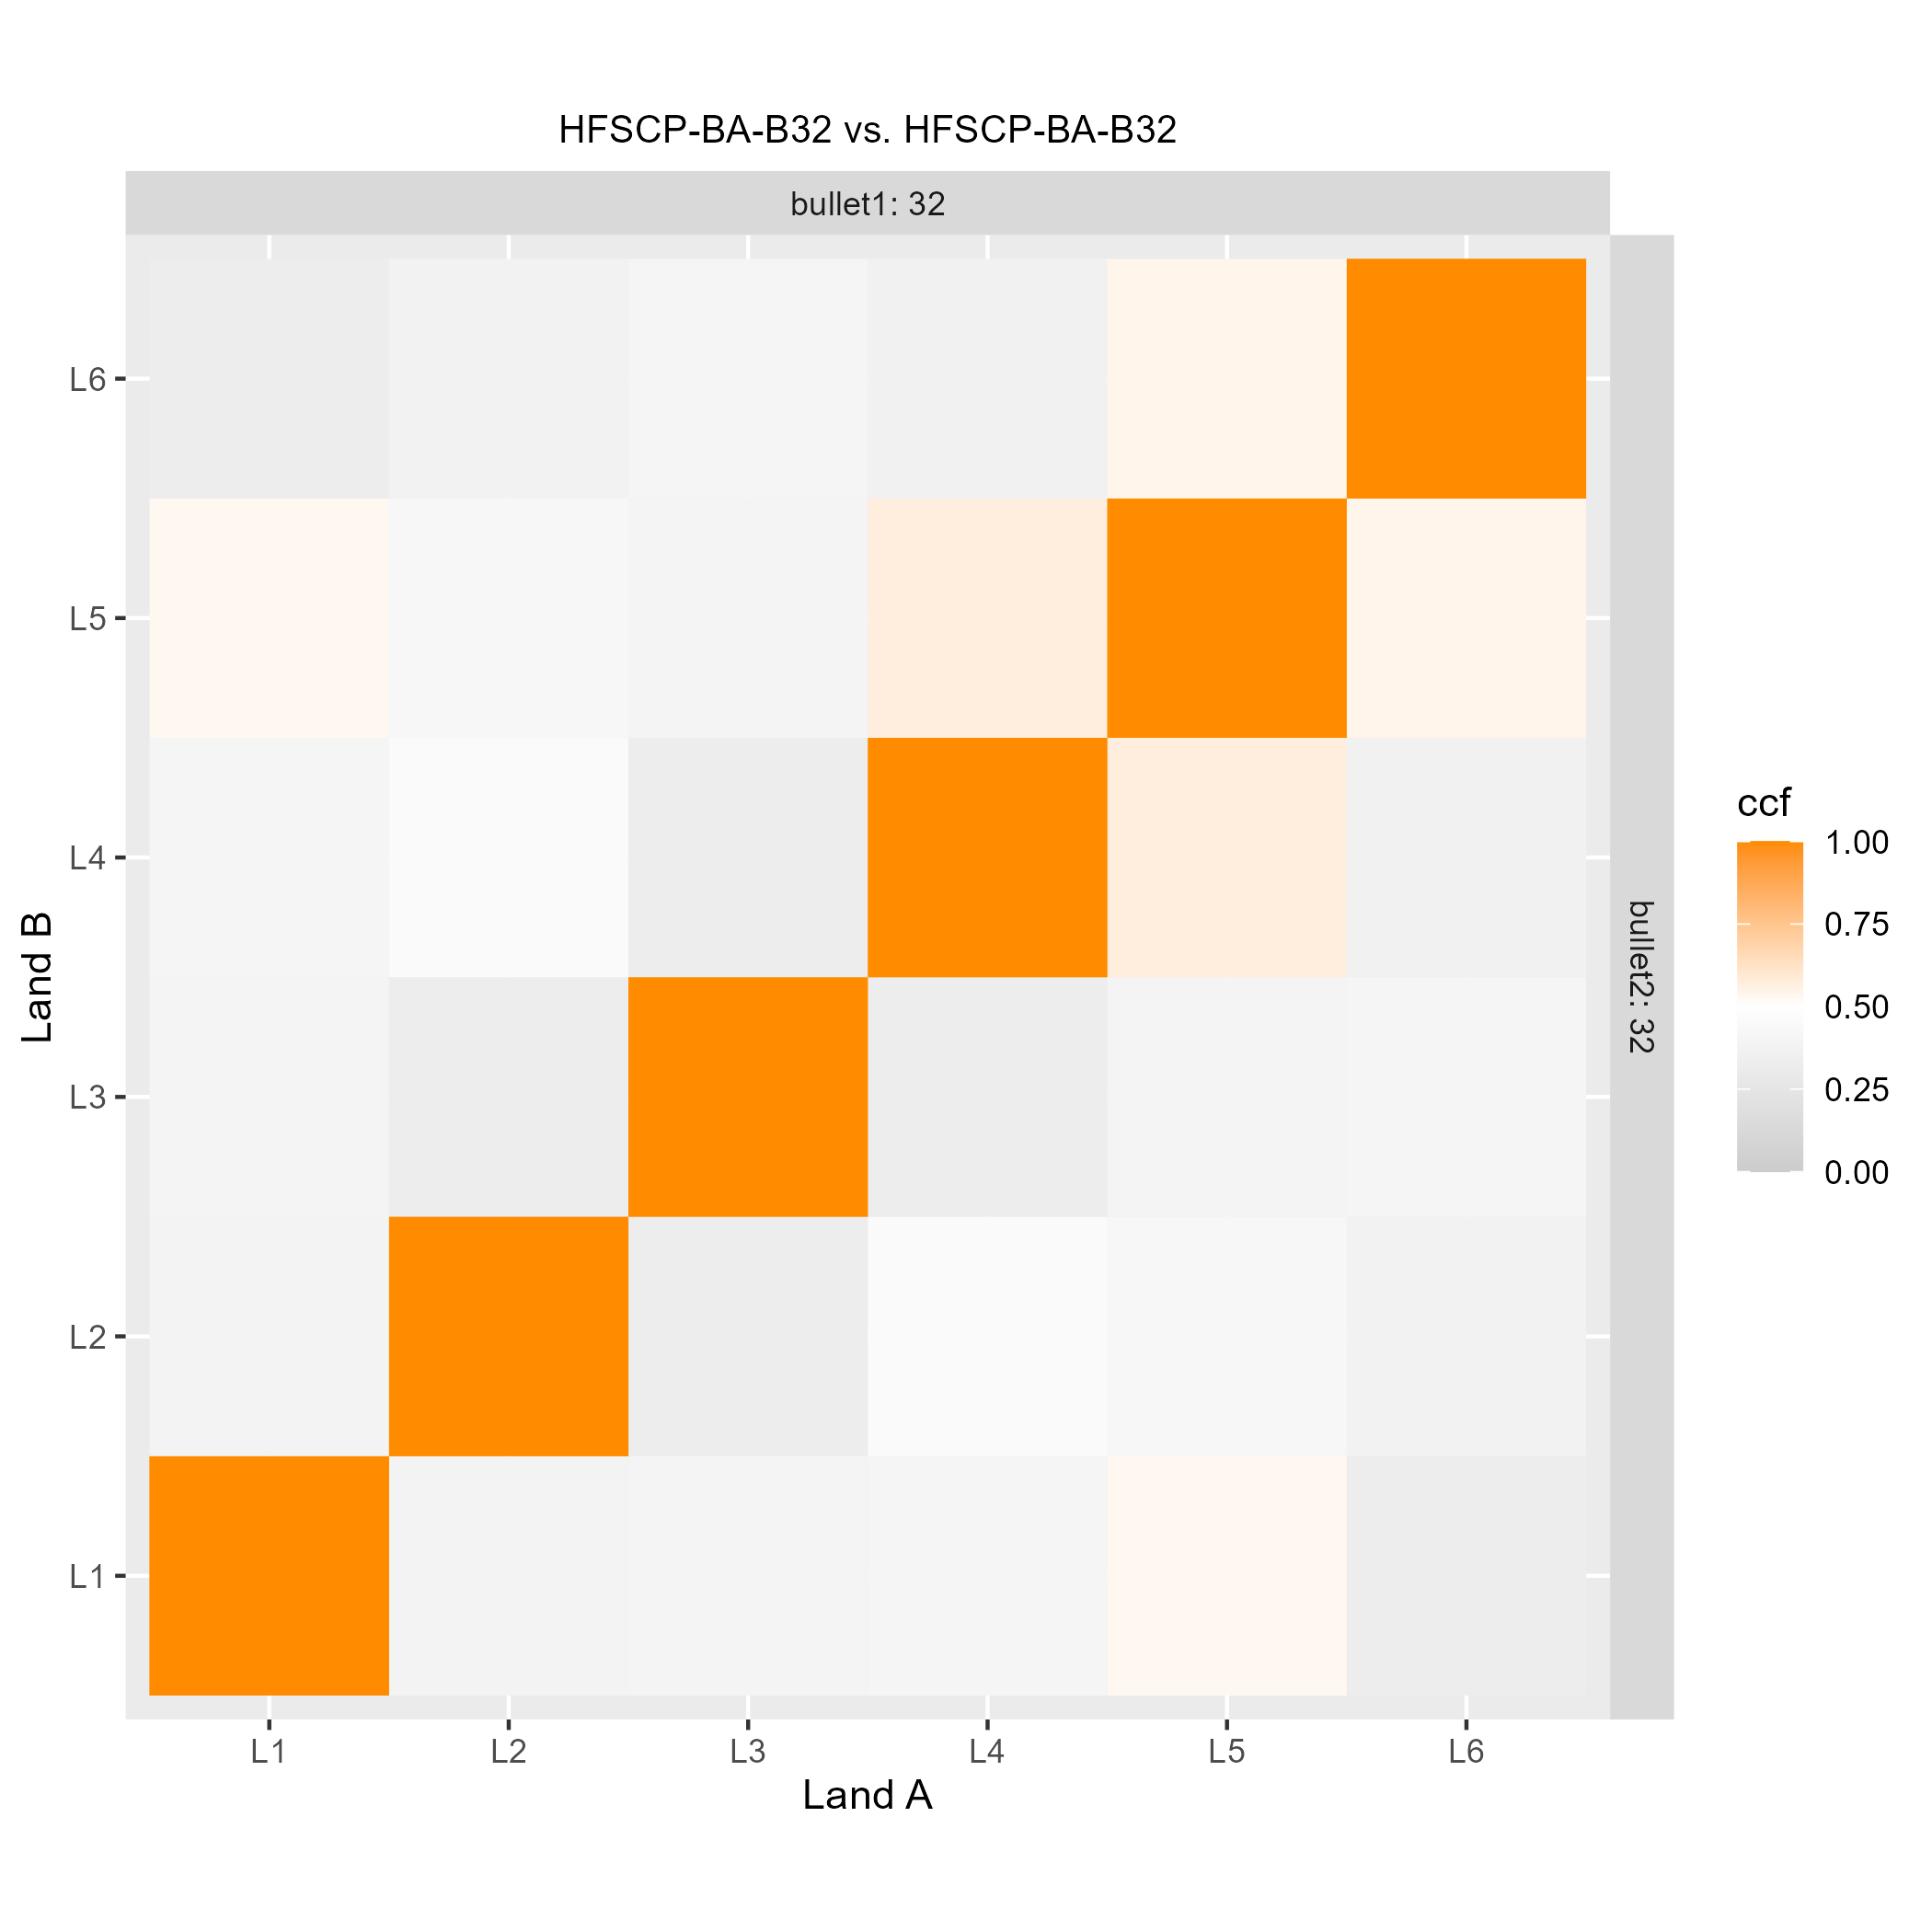 HFSCP-BA-B32 vs. HFSCP-BA-B32
bullet1: 32
L6
L5
L4
L3
L2
L1
Land B
bullet2: 32
L1 L2 L3 L4 L5 L6
Land A
ccf
1.00
0.75
0.50
0.25
0.00